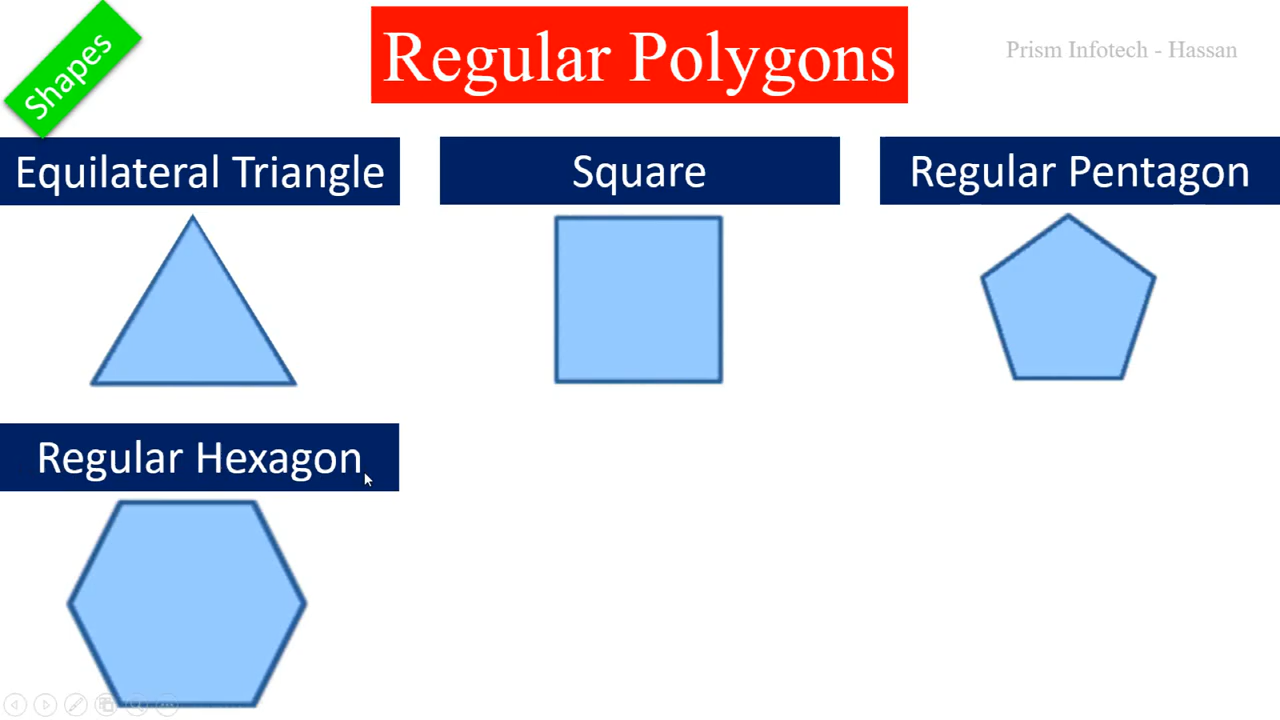 Shapes
Regular Polygons
Prism Infotech - Hassan
Equilateral Triangle
Square
Regular Pentagon
Regular Hexagon